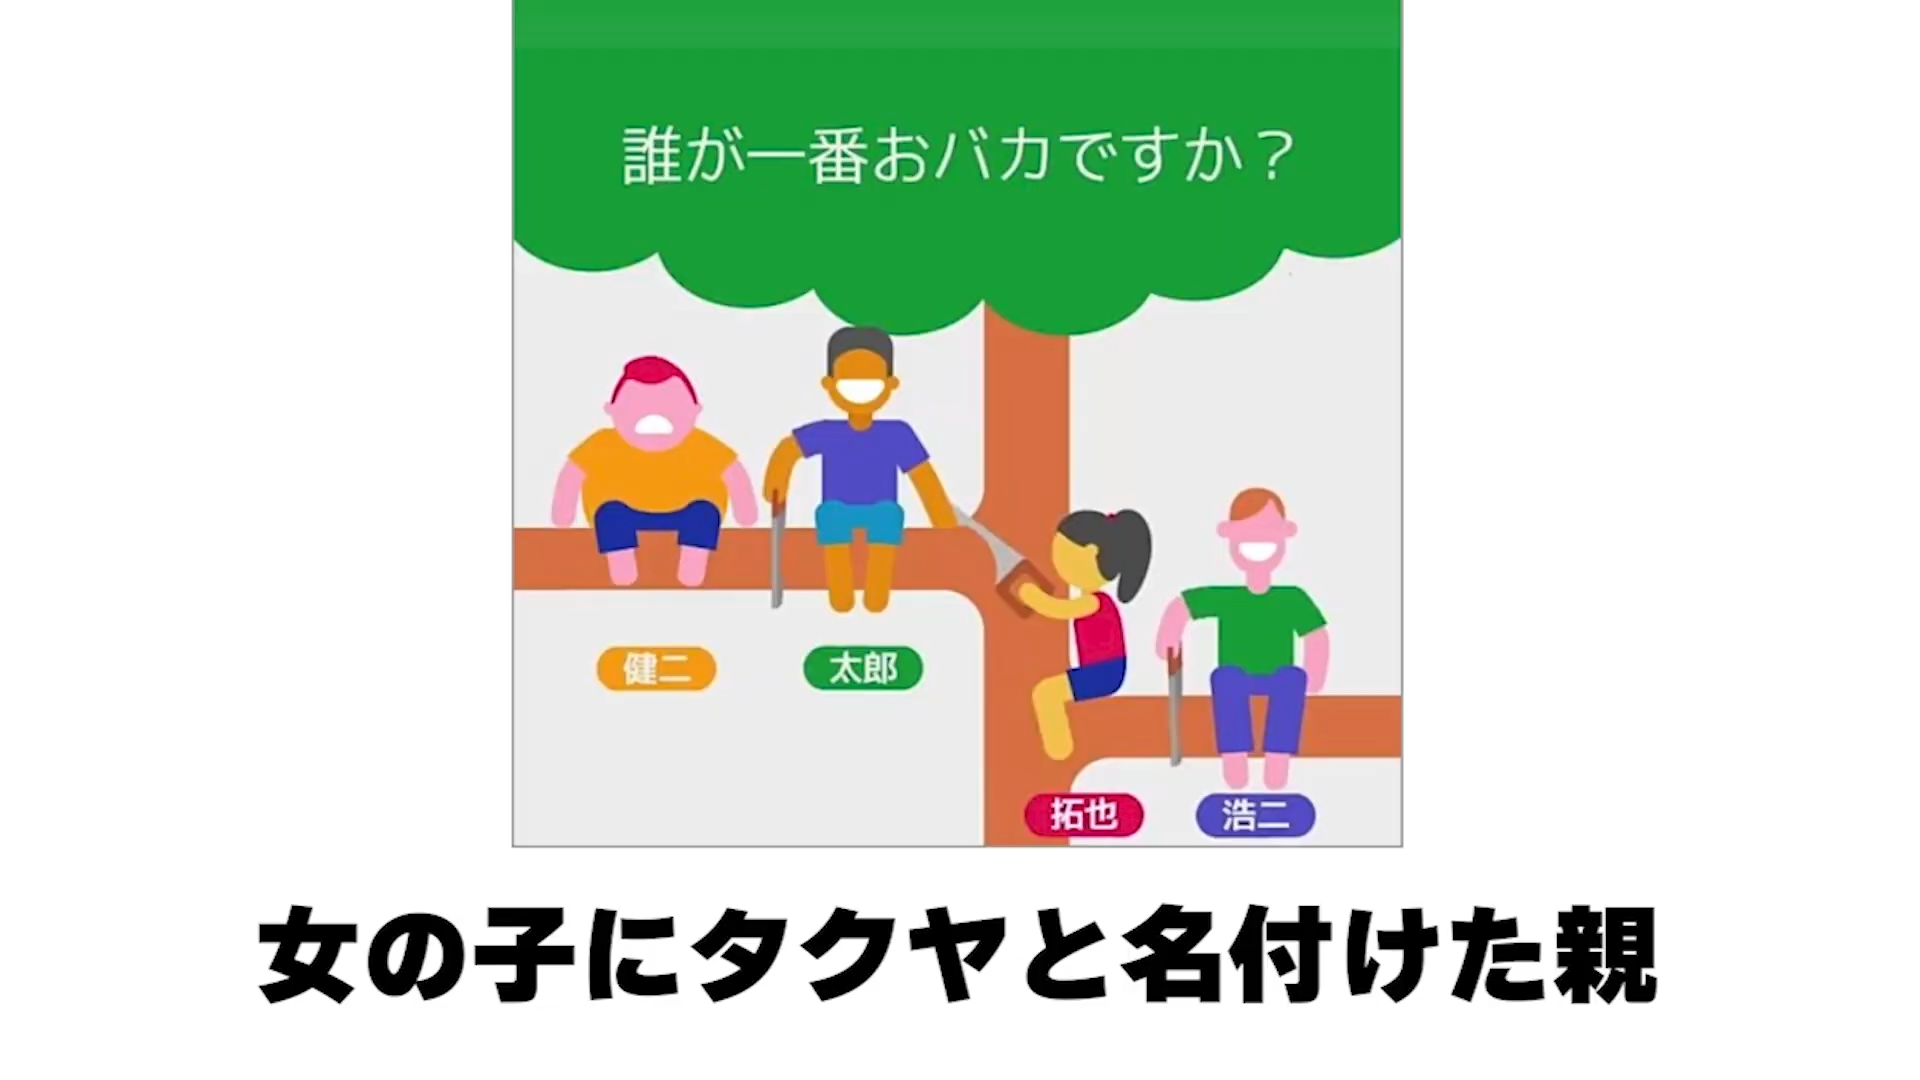 誰が一番おバカですか？
健二
太郎
拓也
浩二
女の子にタクヤと名付けた親